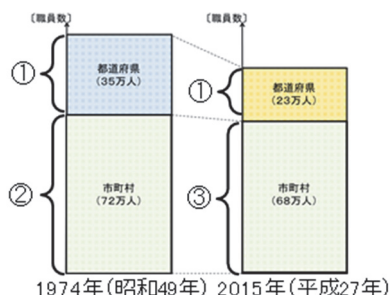 〔職員数〕
〔職員数〕
①
都道府県
(35万人)
①
都道府県
(23万人)
②
市町村
(72万人)
③
市町村
(68万人)
1974年(昭和49年)
2015年(平成27年)